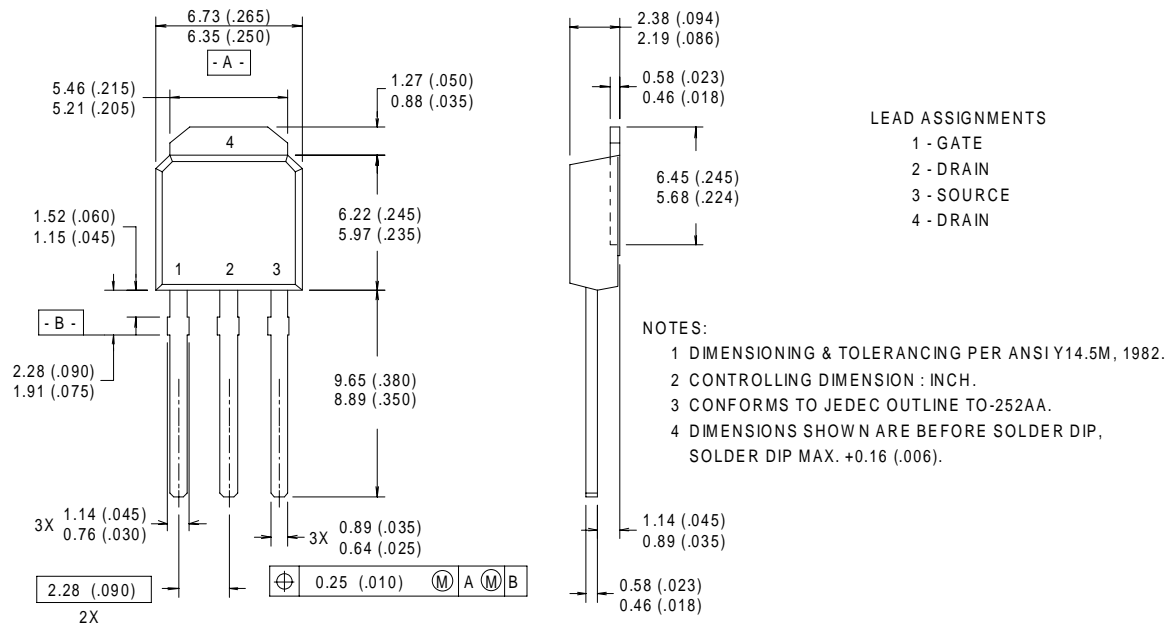 6.73 (.265)
6.35 (.250)
- A -
5.46 (.215)
5.21 (.205)
1.27 (.050)
0.88 (.035)
4
1.52 (.060)
1.15 (.045)
6.22 (.245)
5.97 (.235)
1 2 3
- B -
2.28 (.090)
1.91 (.075)
9.65 (.380)
8.89 (.350)
3X 1.14 (.045)
0.76 (.030)
3X 0.89 (.035)
0.64 (.025)
2.28 (.090)
2X
0.25 (.010) M A M B
2.38 (.094)
2.19 (.086)
0.58 (.023)
0.46 (.018)
6.45 (.245)
5.68 (.224)
1.14 (.045)
0.89 (.035)
0.58 (.023)
0.46 (.018)
LEAD ASSIGNMENTS
1 - GATE
2 - DRAIN
3 - SOURCE
4 - DRAIN
NOTES:
1 DIMENSIONING & TOLERANCING PER ANSI Y14.5M, 1982.
2 CONTROLLING DIMENSION : INCH.
3 CONFORMS TO JEDEC OUTLINE TO-252AA.
4 DIMENSIONS SHOWN ARE BEFORE SOLDER DIP,
SOLDER DIP MAX. +0.16 (.006).